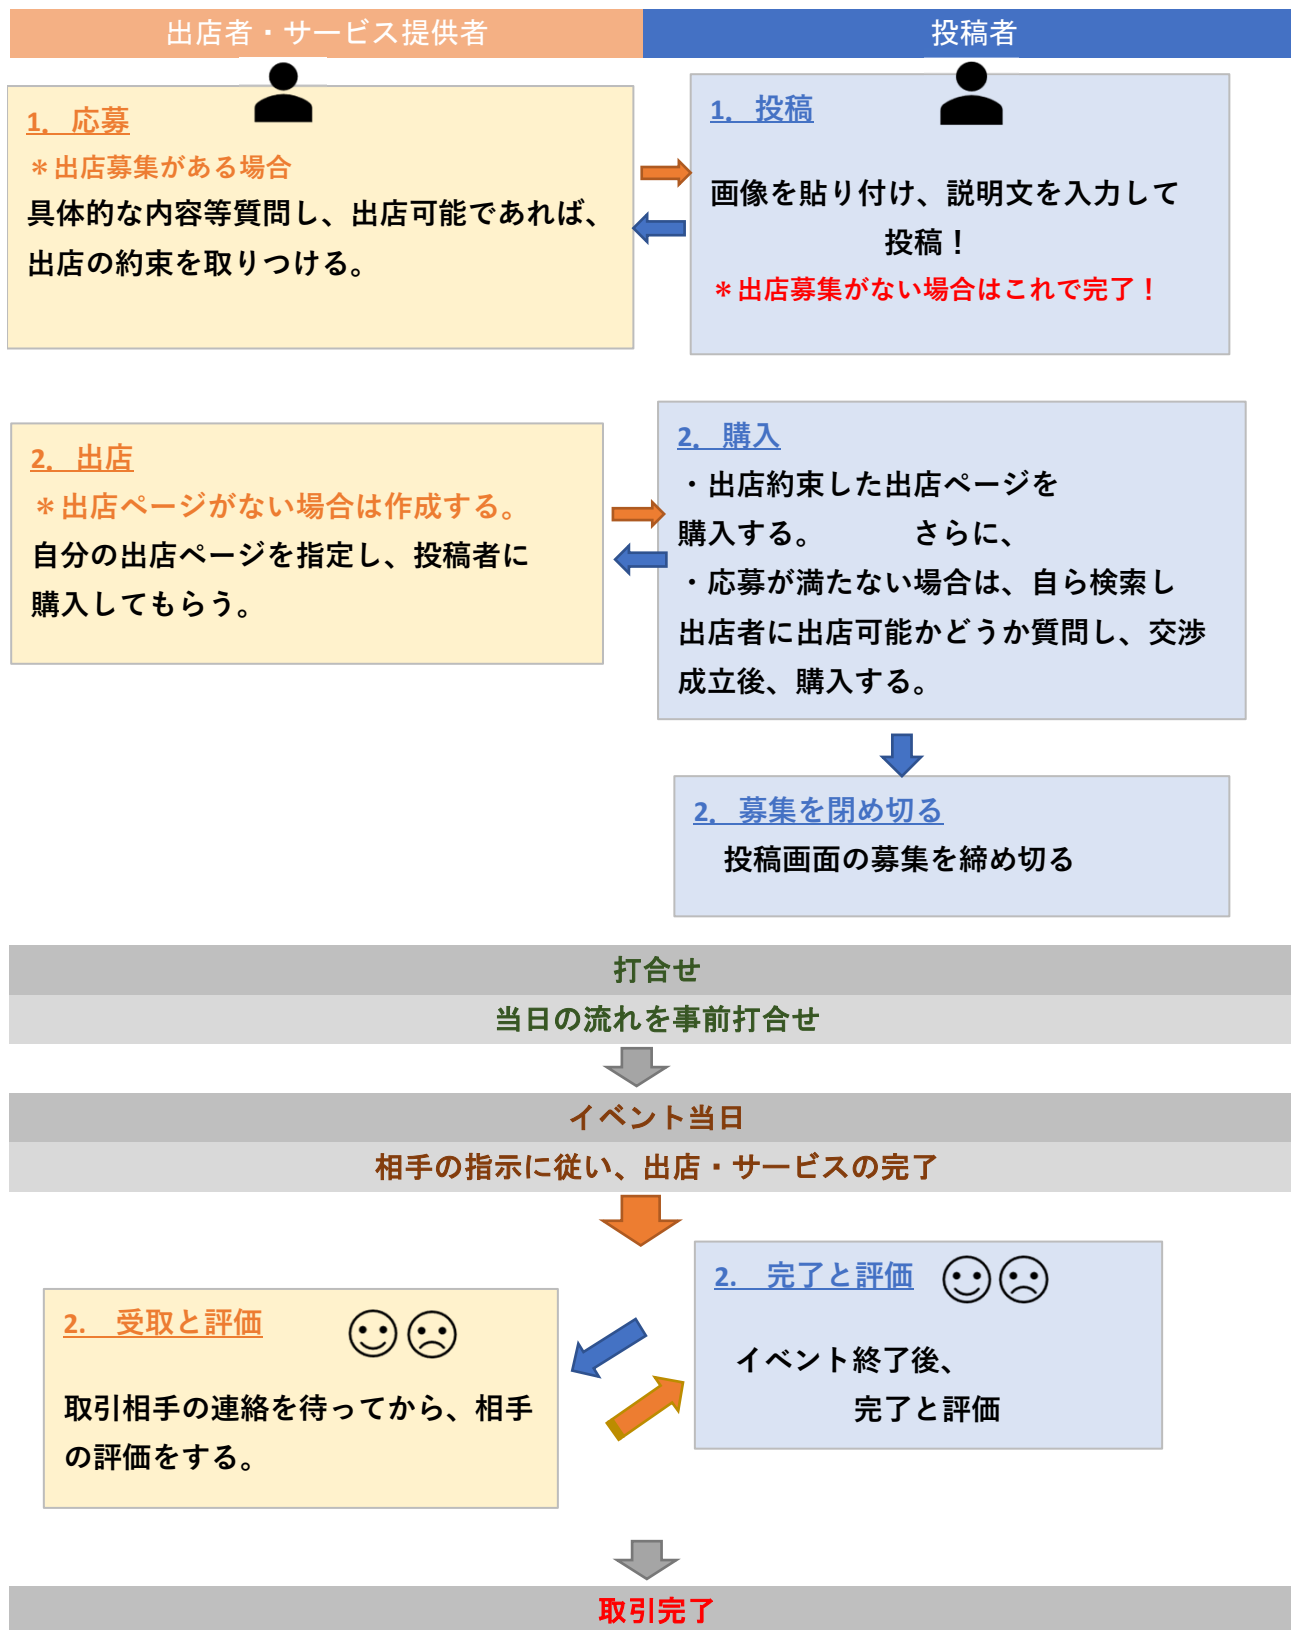 出店者・サービス提供者
投稿者
1. 応募
＊出店募集がある場合
具体的な内容等質問し、出店可能であれば、
出店の約束を取りつける。
1. 投稿
画像を貼り付け、説明文を入力して
投稿！
＊出店募集がない場合はこれで完了！
2. 出店
＊出店ページがない場合は作成する。
自分の出店ページを指定し、投稿者に
購入してもらう。
2. 購入
・出店約束した出店ページを
購入する。 さらに、
・応募が満たない場合は、自ら検索し
出店者に出店可能かどうか質問し、交渉
成立後、購入する。
2. 募集を閉め切る
投稿画面の募集を締め切る
打合せ
当日の流れを事前打合せ
イベント当日
相手の指示に従い、出店・サービスの完了
2. 受取と評価
取引相手の連絡を待ってから、相手
の評価をする。
2. 完了と評価
イベント終了後、
完了と評価
取引完了